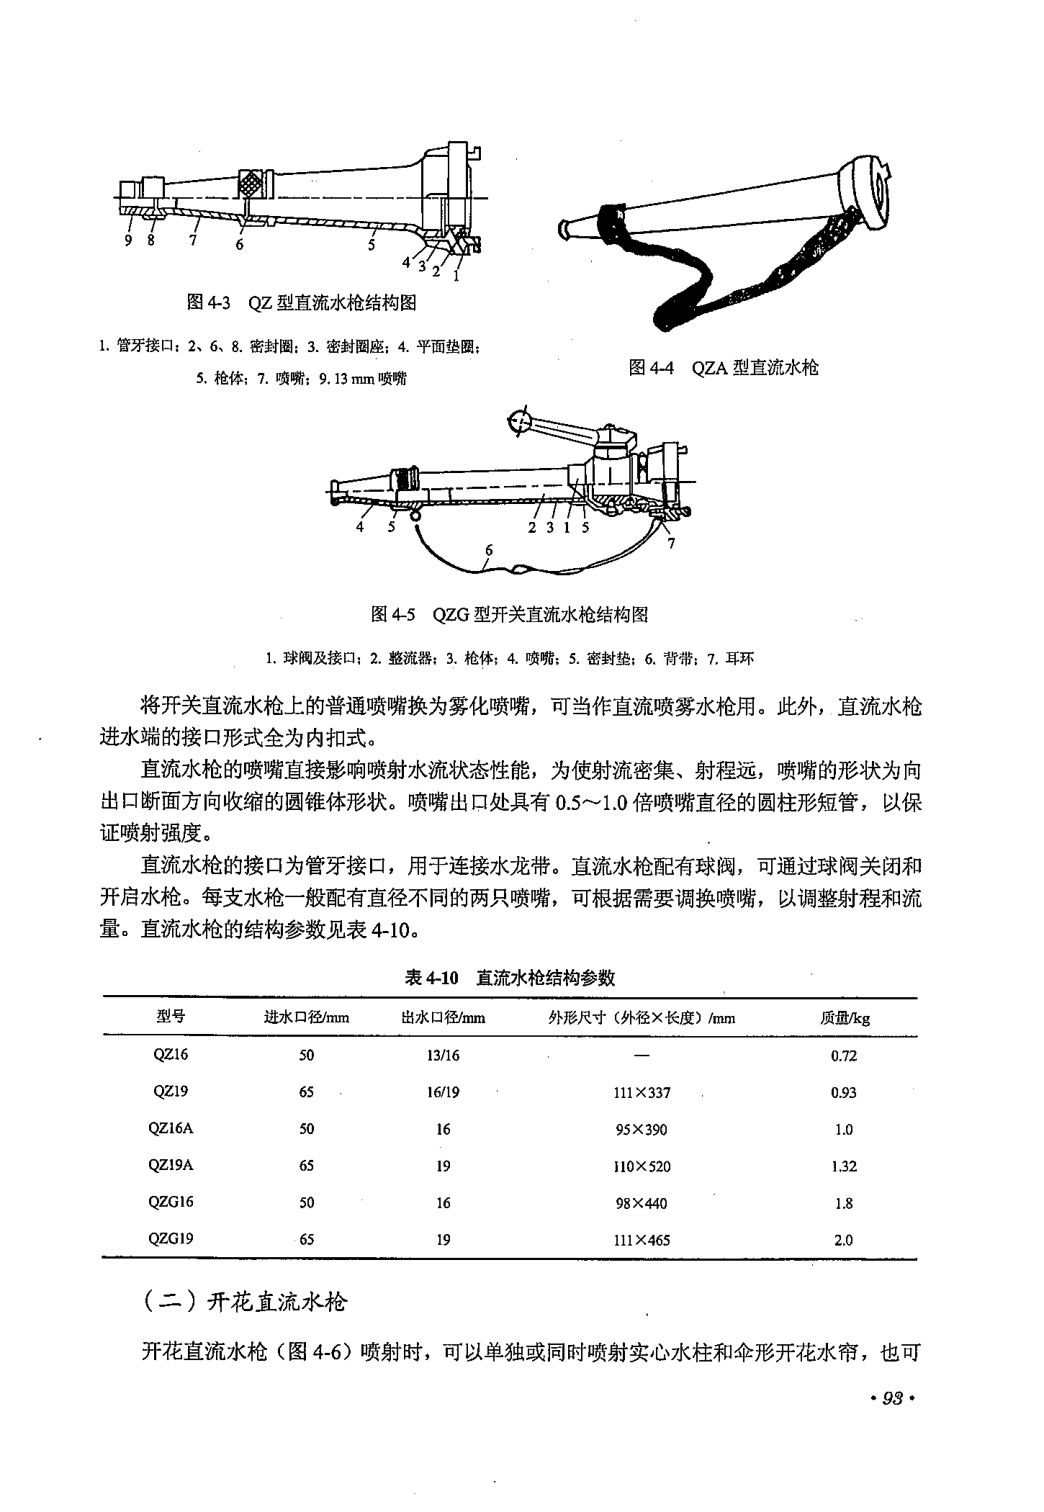 9 8 7 6 5 4 3 2 1
图 4-3 QZ 型直流水枪结构图
1. 管牙接口；2、6、8. 密封圈；3. 密封圈座；4. 平面垫圈；
5. 枪体；7. 喷嘴；9. 13 mm 喷嘴
图 4-4 QZA 型直流水枪
4 5 2 3 1 5
6 7
图 4-5 QZG 型开关直流水枪结构图
1. 球阀及接口；2. 整流器；3. 枪体；4. 喷嘴；5. 密封垫；6. 背带；7. 耳环
将开关直流水枪上的普通喷嘴换为雾化喷嘴，可当作直流喷雾水枪用。此外，直流水枪
进水端的接口形式全为内扣式。
直流水枪的喷嘴直接影响喷射水流状态性能，为使射流密集、射程远，喷嘴的形状为向
出口断面方向收缩的圆锥体形状。喷嘴出口处具有 0.5～1.0 倍喷嘴直径的圆柱形短管，以保
证喷射强度。
直流水枪的接口为管牙接口，用于连接水龙带。直流水枪配有球阀，可通过球阀关闭和
开启水枪。每支水枪一般配有直径不同的两只喷嘴，可根据需要调换喷嘴，以调整射程和流
量。直流水枪的结构参数见表 4-10。
表 4-10 直流水枪结构参数
型号 进水口径/mm 出水口径/mm 外形尺寸（外径×长度）/mm 质量/kg
QZ16 50 13/16 — 0.72
QZ19 65 16/19 111×337 0.93
QZ16A 50 16 95×390 1.0
QZ19A 65 19 110×520 1.32
QZG16 50 16 98×440 1.8
QZG19 65 19 111×465 2.0
（二）开花直流水枪
开花直流水枪（图 4-6）喷射时，可以单独或同时喷射实心水柱和伞形开花水帘，也可
·93·